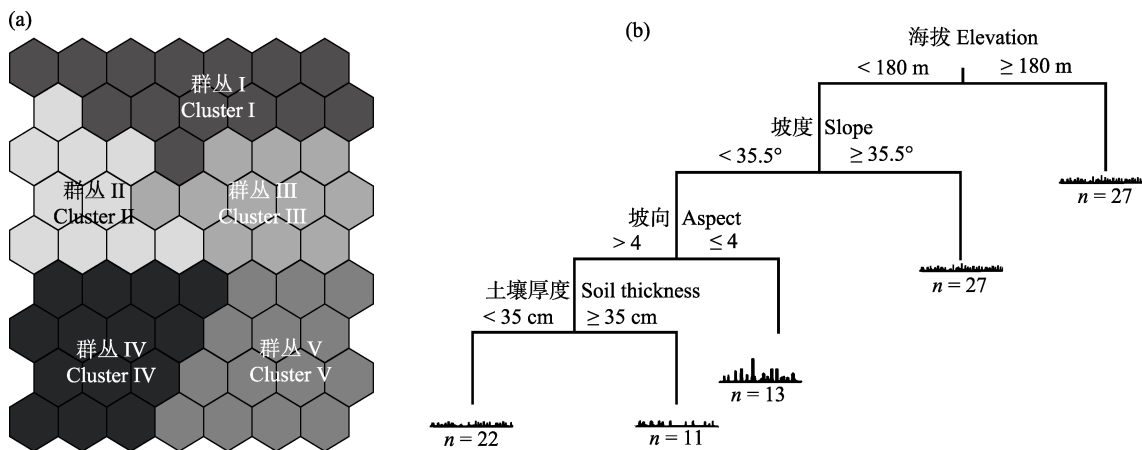 (a)
群丛 I
Cluster I
群丛 II
Cluster II
群丛 III
Cluster III
群丛 IV
Cluster IV
群丛 V
Cluster V
(b)
海拔 Elevation
< 180 m
≥ 180 m
坡度 Slope
< 35.5°
≥ 35.5°
n = 27
坡向 Aspect
> 4
≤ 4
n = 27
土壤厚度 Soil thickness
< 35 cm
≥ 35 cm
n = 13
n = 22
n = 11